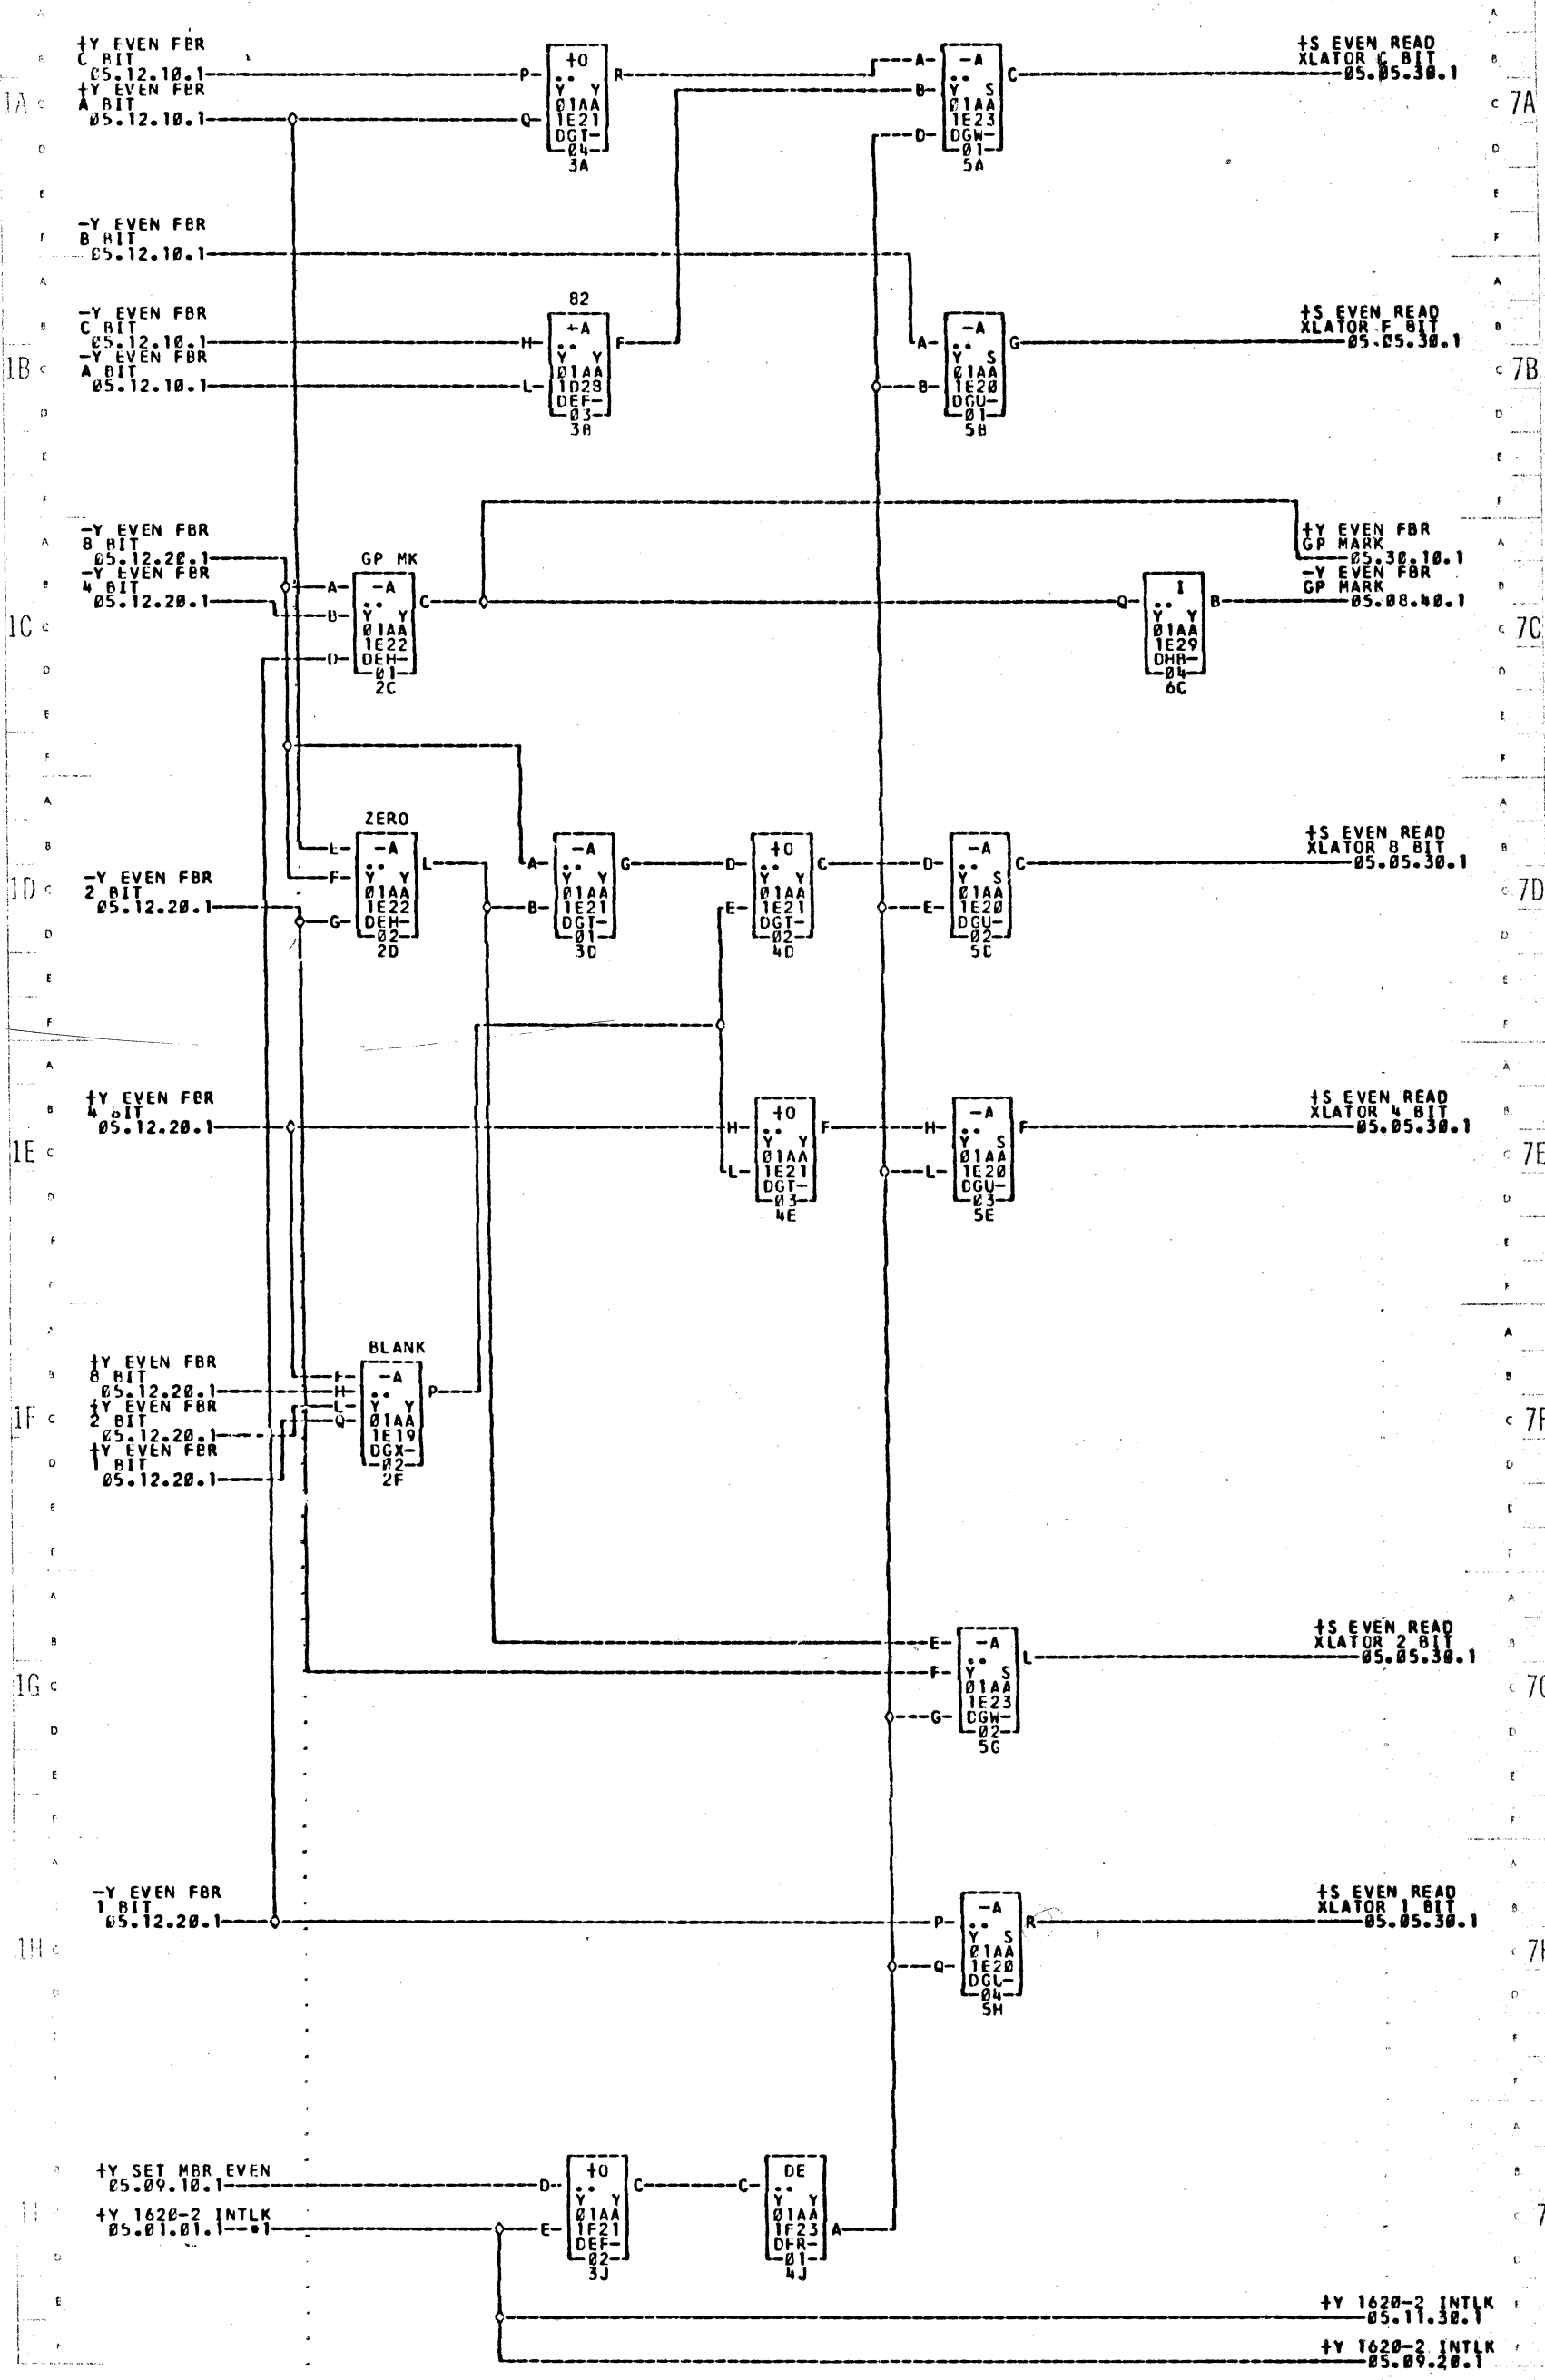 +Y EVEN FBR
C BIT
05.12.10.1
+Y EVEN FBR
A BIT
05.12.10.1
P
Q
+O
Y Y
01AA
1E21
DGT-
04
3A
R
A
B
D
-A
Y S
01AA
1E23
DGW-
01
5A
C
+S EVEN READ
XLATOR C BIT
05.05.30.1
1A
7A
-Y EVEN FBR
B BIT
05.12.10.1
-Y EVEN FBR
C BIT
05.12.10.1
-Y EVEN FBR
A BIT
05.12.10.1
82
H
L
+A
Y Y
01AA
1D23
DEF-
03
3B
F
A
B
-A
Y S
01AA
1E20
DGU-
01
5B
G
+S EVEN READ
XLATOR F BIT
05.05.30.1
1B
7B
-Y EVEN FBR
8 BIT
05.12.20.1
-Y EVEN FBR
4 BIT
05.12.20.1
GP MK
A
B
D
-A
Y Y
01AA
1E22
DEH-
01
2C
C
Q
I
Y Y
01AA
1E29
DHB-
04
6C
B
+Y EVEN FBR
GP MARK
05.30.10.1
-Y EVEN FBR
GP MARK
05.08.40.1
1C
7C
-Y EVEN FBR
2 BIT
05.12.20.1
ZERO
E
F
G
-A
Y Y
01AA
1E22
DEH-
02
2D
L
A
B
-A
Y Y
01AA
1E21
DGT-
01
3D
G
D
E
+O
Y Y
01AA
1E21
DGT-
02
4D
C
D
E
-A
Y S
01AA
1E20
DGU-
02
5D
C
+S EVEN READ
XLATOR 8 BIT
05.05.30.1
1D
7D
+Y EVEN FBR
4 BIT
05.12.20.1
H
L
+O
Y Y
01AA
1E21
DGT-
03
4E
F
H
L
-A
Y S
01AA
1E20
DGU-
03
5E
F
+S EVEN READ
XLATOR 4 BIT
05.05.30.1
1E
7E
+Y EVEN FBR
8 BIT
05.12.20.1
+Y EVEN FBR
2 BIT
05.12.20.1
+Y EVEN FBR
1 BIT
05.12.20.1
BLANK
F
H
L
Q
-A
Y Y
01AA
1E19
DGX-
02
2F
P
1F
7F
E
F
G
-A
Y S
01AA
1E23
DGW-
02
5G
L
+S EVEN READ
XLATOR 2 BIT
05.05.30.1
1G
-Y EVEN FBR
1 BIT
05.12.20.1
P
Q
-A
Y S
01AA
1E20
DGU-
04
5H
R
+S EVEN READ
XLATOR 1 BIT
05.05.30.1
1H
+Y SET MBR EVEN
05.09.10.1
+Y 1620-2 INTLK
05.01.01.1--*1
D
E
+O
Y Y
01AA
1F21
DEF-
02
3J
C
C
DE
Y Y
01AA
1F23
DFR-
01
4J
A
+Y 1620-2 INTLK
05.11.30.1
+Y 1620-2 INTLK
05.09.20.1